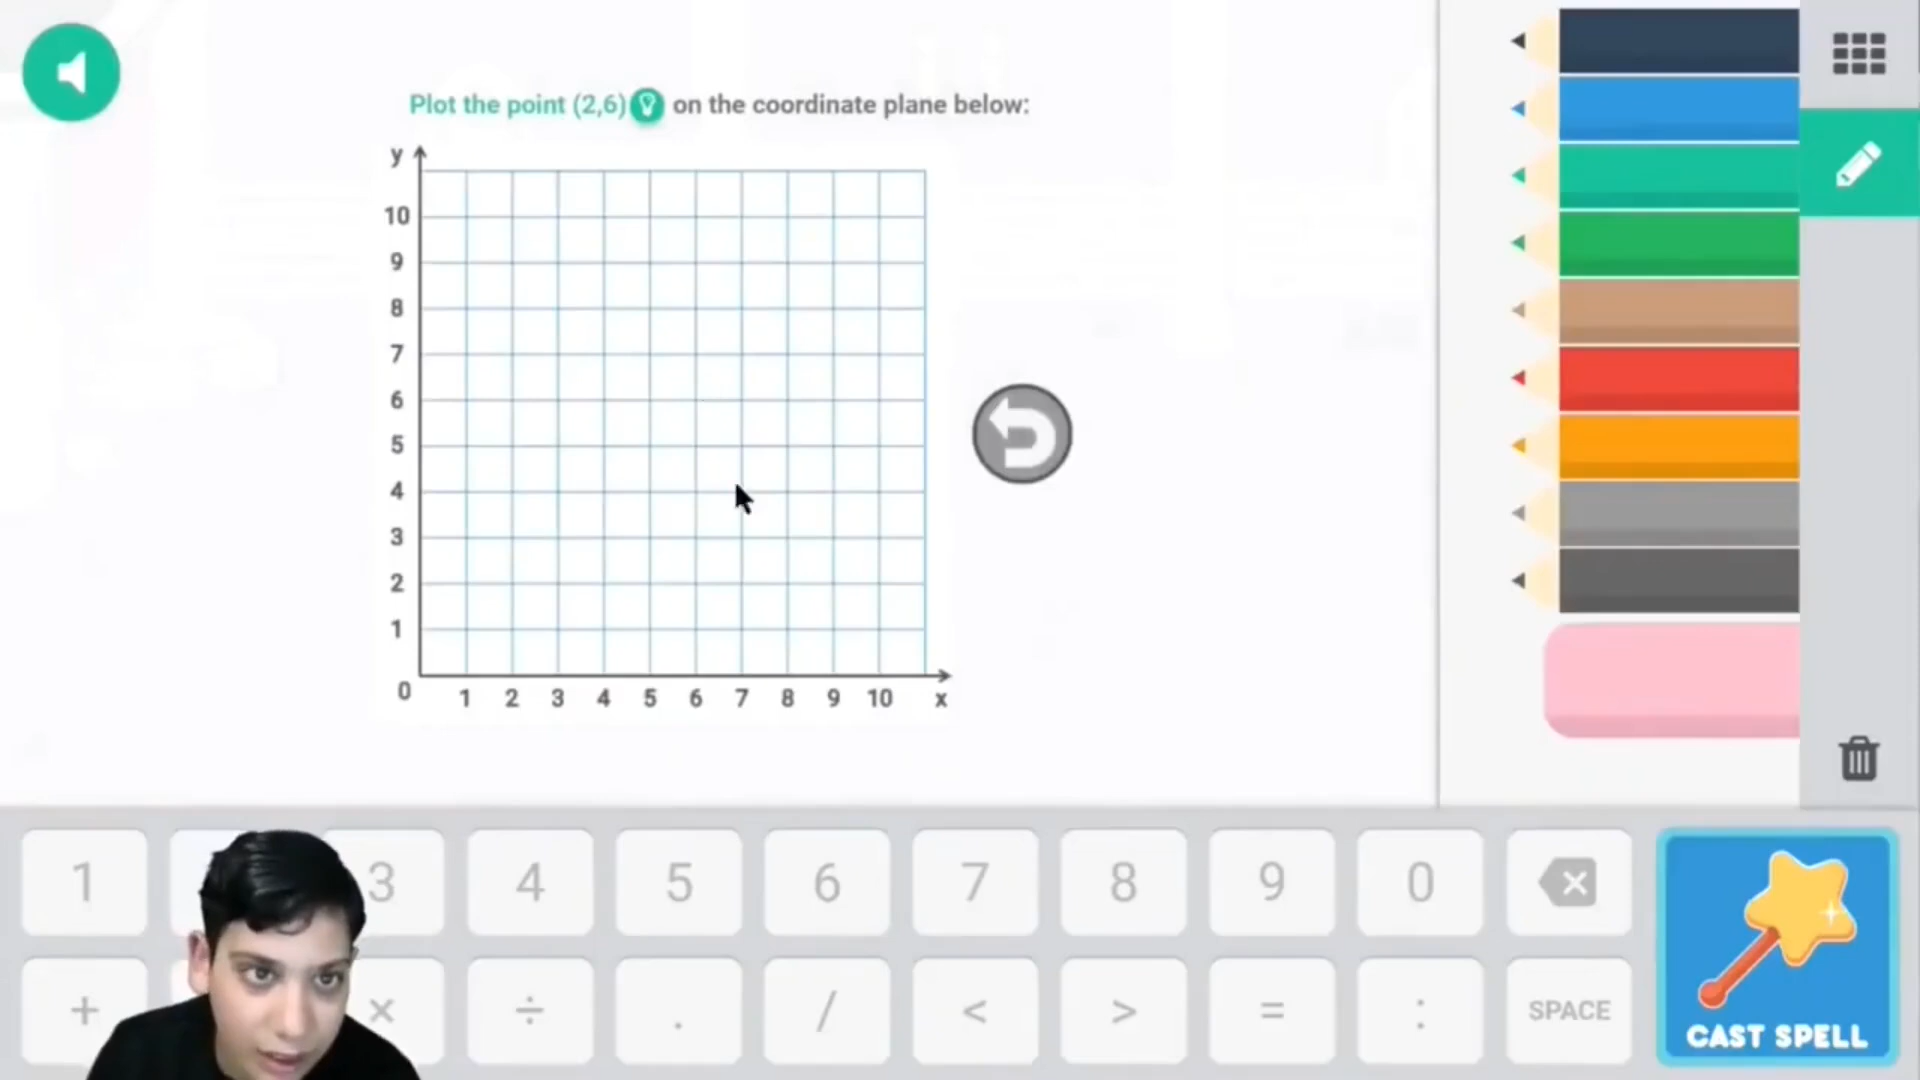 Plot the point (2,6) on the coordinate plane below:
y
10
9
8
7
6
5
4
3
2
1
0
1 2 3 4 5 6 7 8 9 10 x
1 3 4 5 6 7 8 9 0
+ × ÷ . / < > = : SPACE
CAST SPELL